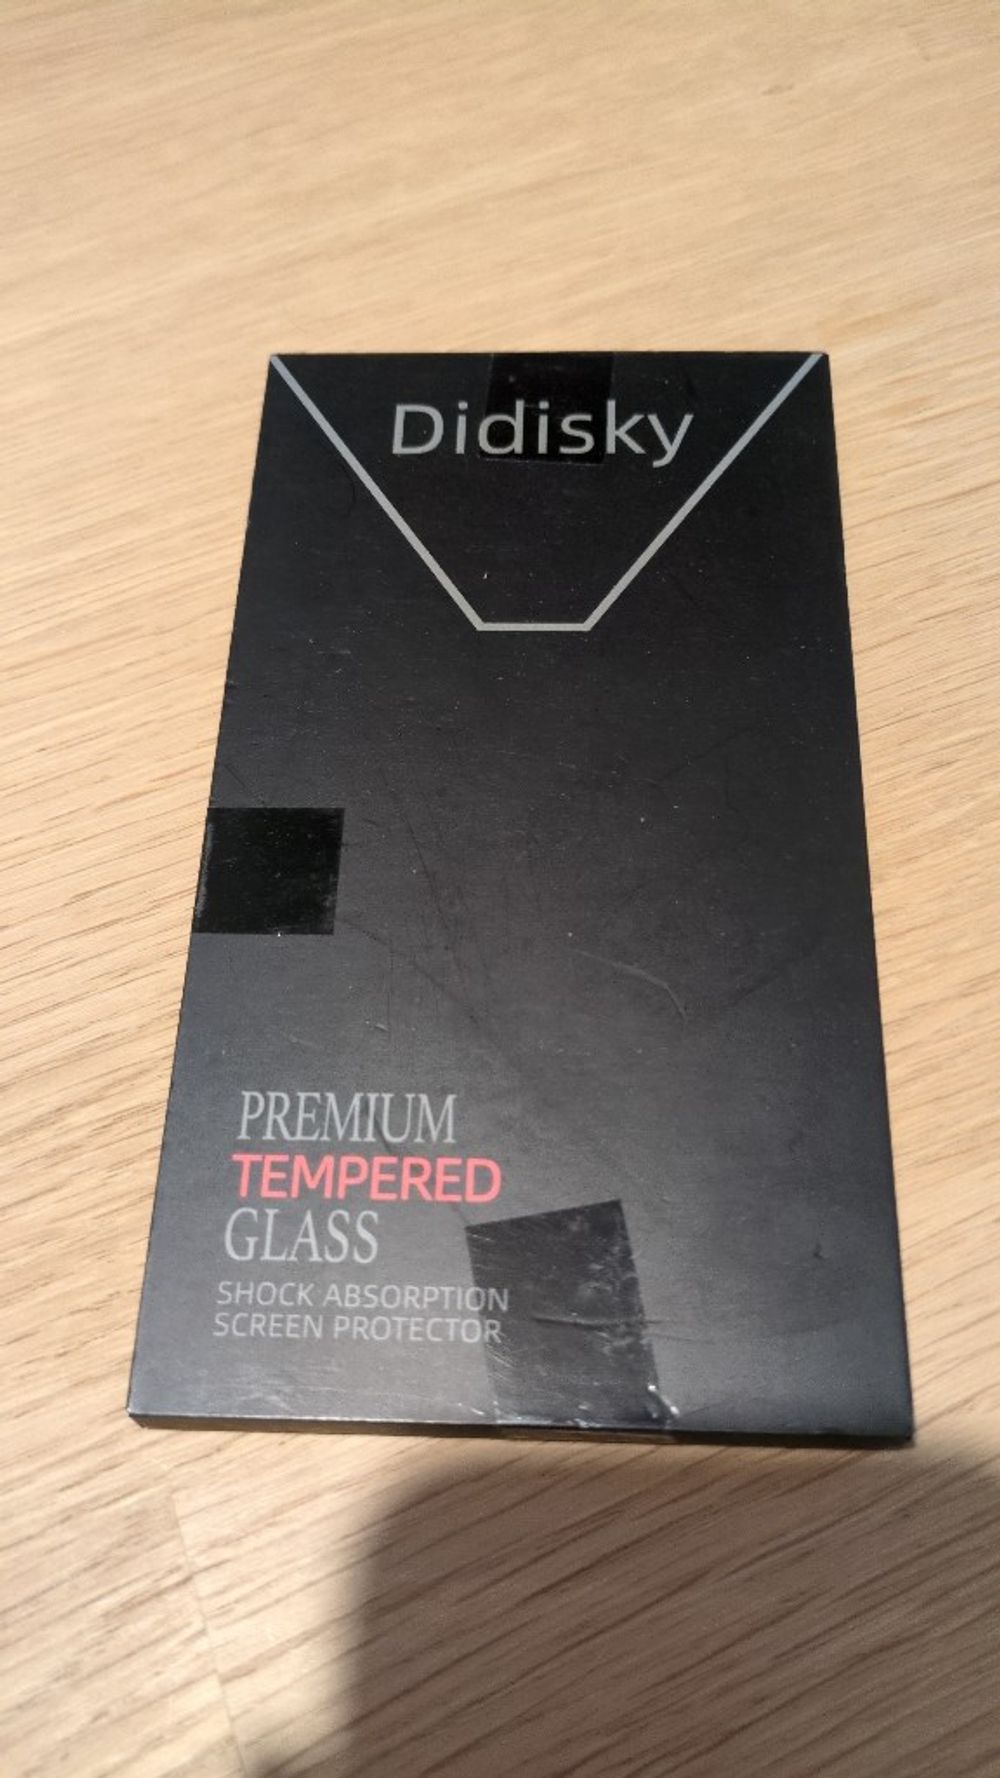 Didisky
PREMIUM
TEMPERED
GLASS
SHOCK ABSORPTION
SCREEN PROTECTOR